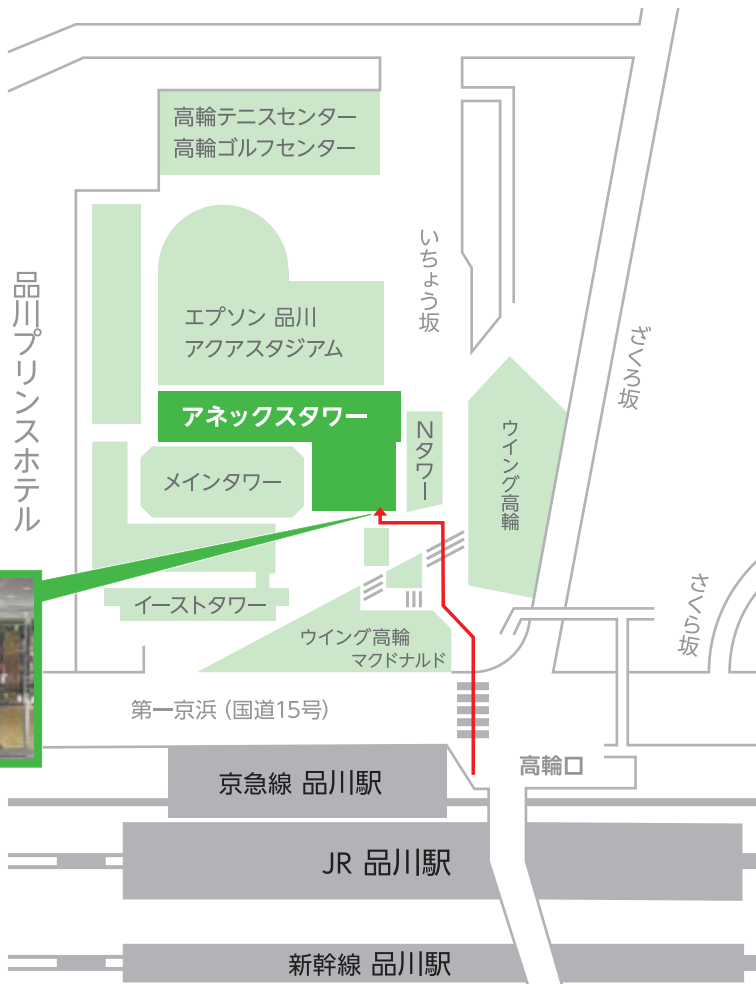 高輪テニスセンター
高輪ゴルフセンター
いちょう坂
品川プリンスホテル
エプソン 品川
アクアスタジアム
ざくろ坂
アネックスタワー
Nタワー
ウイング高輪
メインタワー
さくら坂
イーストタワー
ウイング高輪
マクドナルド
第一京浜（国道15号）
高輪口
京急線 品川駅
JR 品川駅
新幹線 品川駅